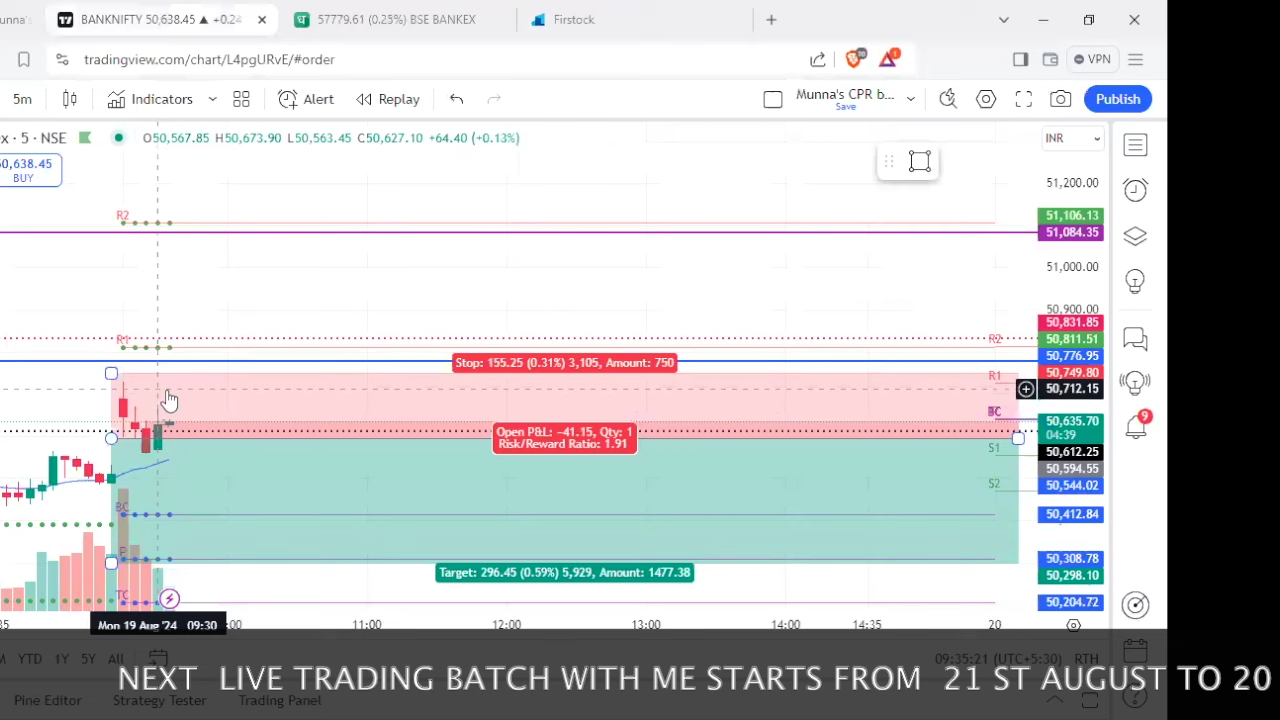 unna's
BANKNIFTY 50,638.45 ▲ +0.24
57779.61 (0.25%) BSE BANKEX
Firstock
tradingview.com/chart/L4pgURvE/#order
VPN
5m
Indicators
Alert
Replay
Munna's CPR b...
Save
Publish
x · 5 · NSE
O50,567.85 H50,673.90 L50,563.45 C50,627.10 +64.40 (+0.13%)
INR
50,638.45
BUY
51,200.00
R2
51,106.13
51,084.35
51,000.00
50,900.00
50,831.85
R1
R2
50,811.51
50,776.95
Stop: 155.25 (0.31%) 3,105, Amount: 750
R1
50,749.80
50,712.15
50,635.70
04:39
Open P&L: −41.15, Qty: 1
Risk/Reward Ratio: 1.91
S1
50,612.25
50,594.55
S2
50,544.02
BC
50,412.84
P
50,308.78
Target: 296.45 (0.59%) 5,929, Amount: 1477.38
50,298.10
TC
50,204.72
9
35
Mon 19 Aug '24 09:30
:00
11:00
12:00
13:00
14:00
14:35
20
M YTD 1Y 5Y All
09:35:21 (UTC+5:30) RTH
NEXT LIVE TRADING BATCH WITH ME STARTS FROM 21 ST AUGUST TO 20
Pine Editor
Strategy Tester
Trading Panel